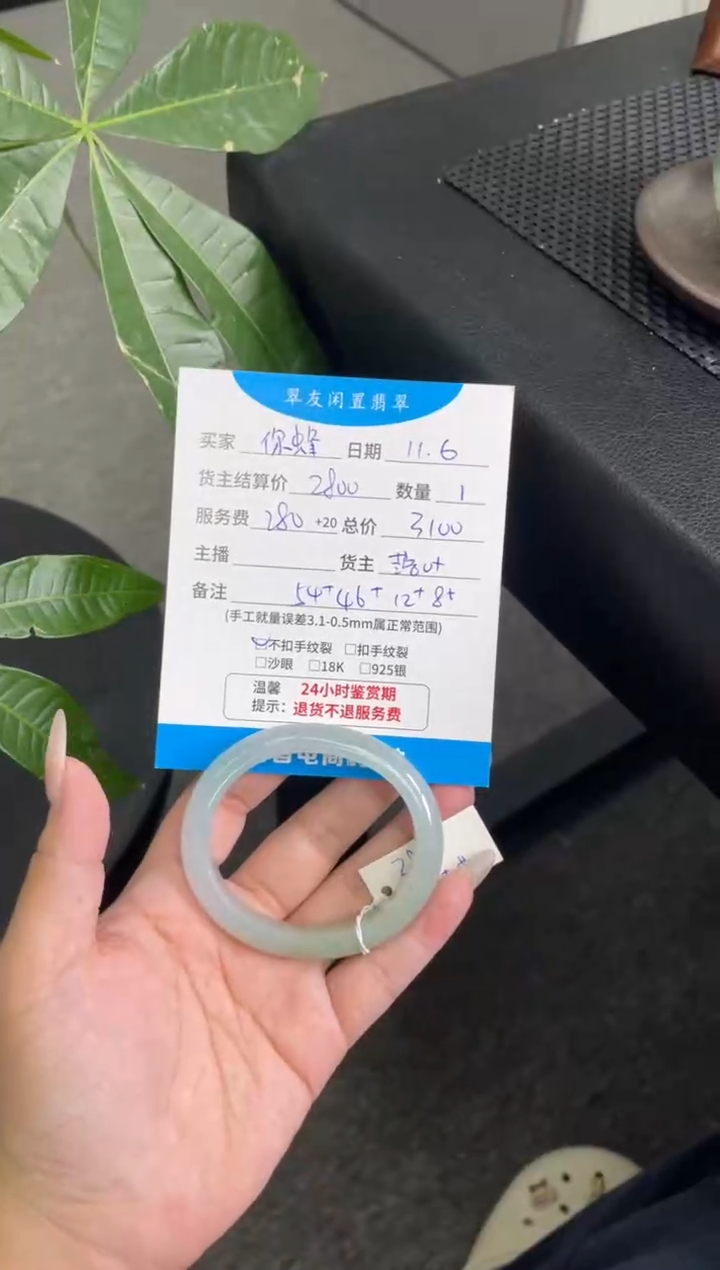 翠友闲置翡翠
买家 你蜂 日期 11.6
货主结算价 2800 数量 1
服务费 280 +20 总价 3100
主播 货主
备注 54+46+12+8+
(手工就量误差3.1-0.5mm属正常范围)
☑不扣手纹裂 □扣手纹裂
□沙眼 □18K □925银
温馨 24小时鉴赏期
提示: 退货不退服务费
电商